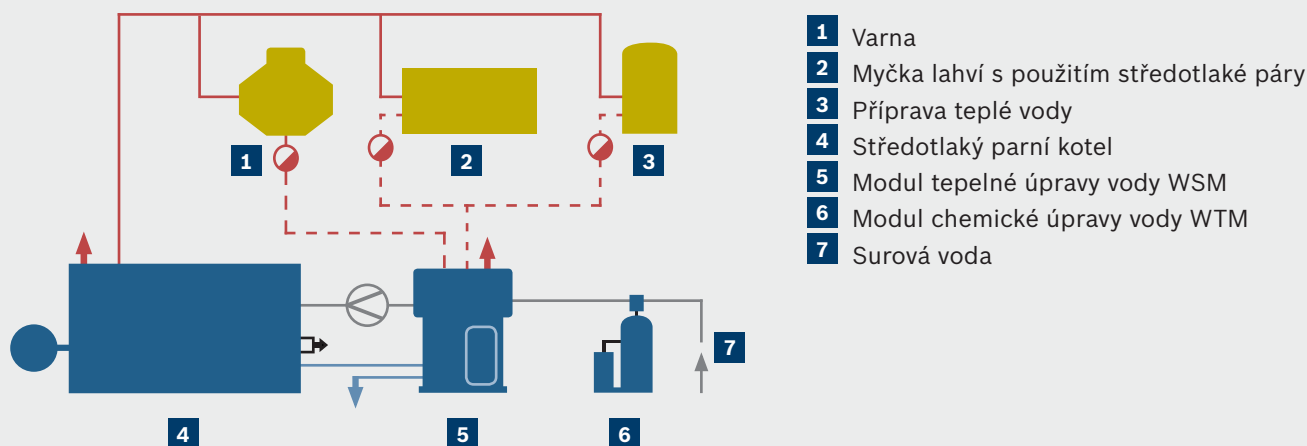 1 Varna
2 Myčka lahví s použitím středotlaké páry
3 Příprava teplé vody
4 Středotlaký parní kotel
5 Modul tepelné úpravy vody WSM
6 Modul chemické úpravy vody WTM
7 Surová voda
1
2
3
7
4
5
6